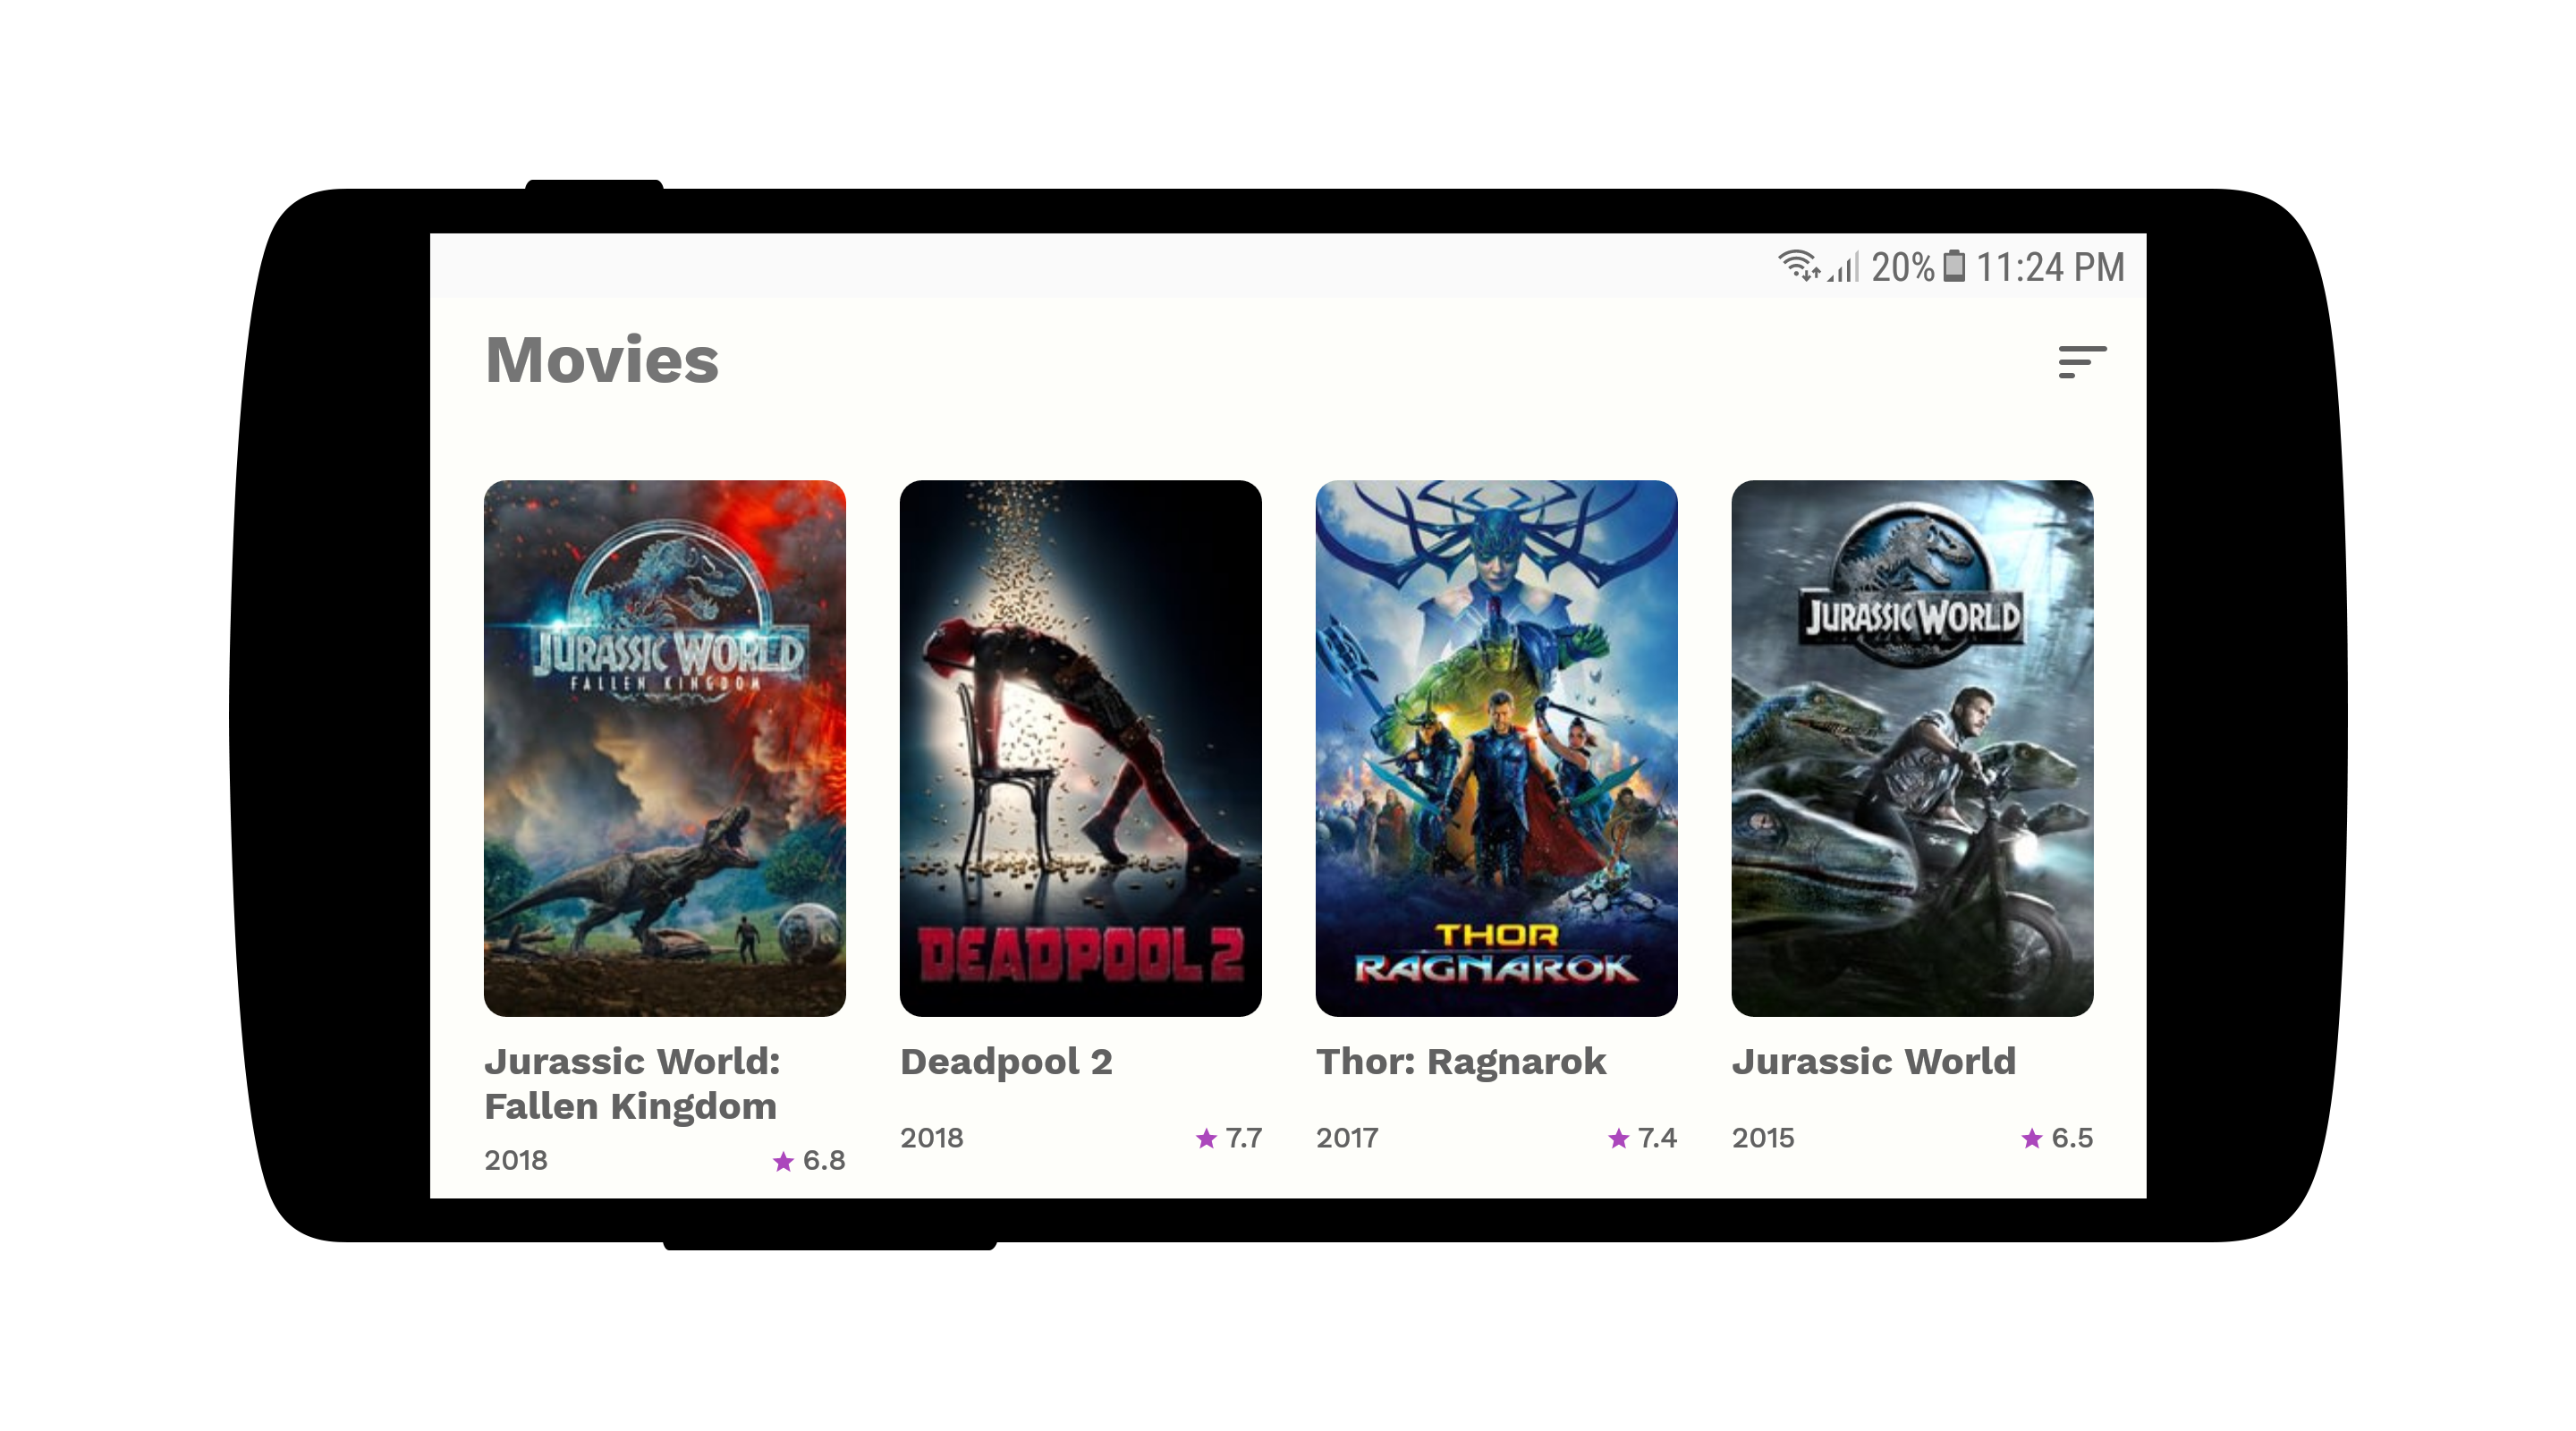 20% 11:24 PM
Movies
JURASSIC WORLD
FALLEN KINGDOM
DEADPOOL 2
THOR
RAGNAROK
JURASSIC WORLD
Jurassic World:
Fallen Kingdom
2018 6.8
Deadpool 2
2018 7.7
Thor: Ragnarok
2017 7.4
Jurassic World
2015 6.5